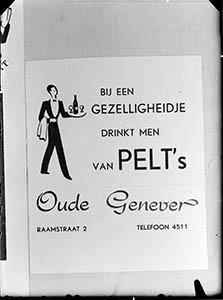 BIJ EEN
GEZELLIGHEIDJE
DRINKT MEN
VAN PELT's
Oude Genever
RAAMSTRAAT 2 TELEFOON 4511